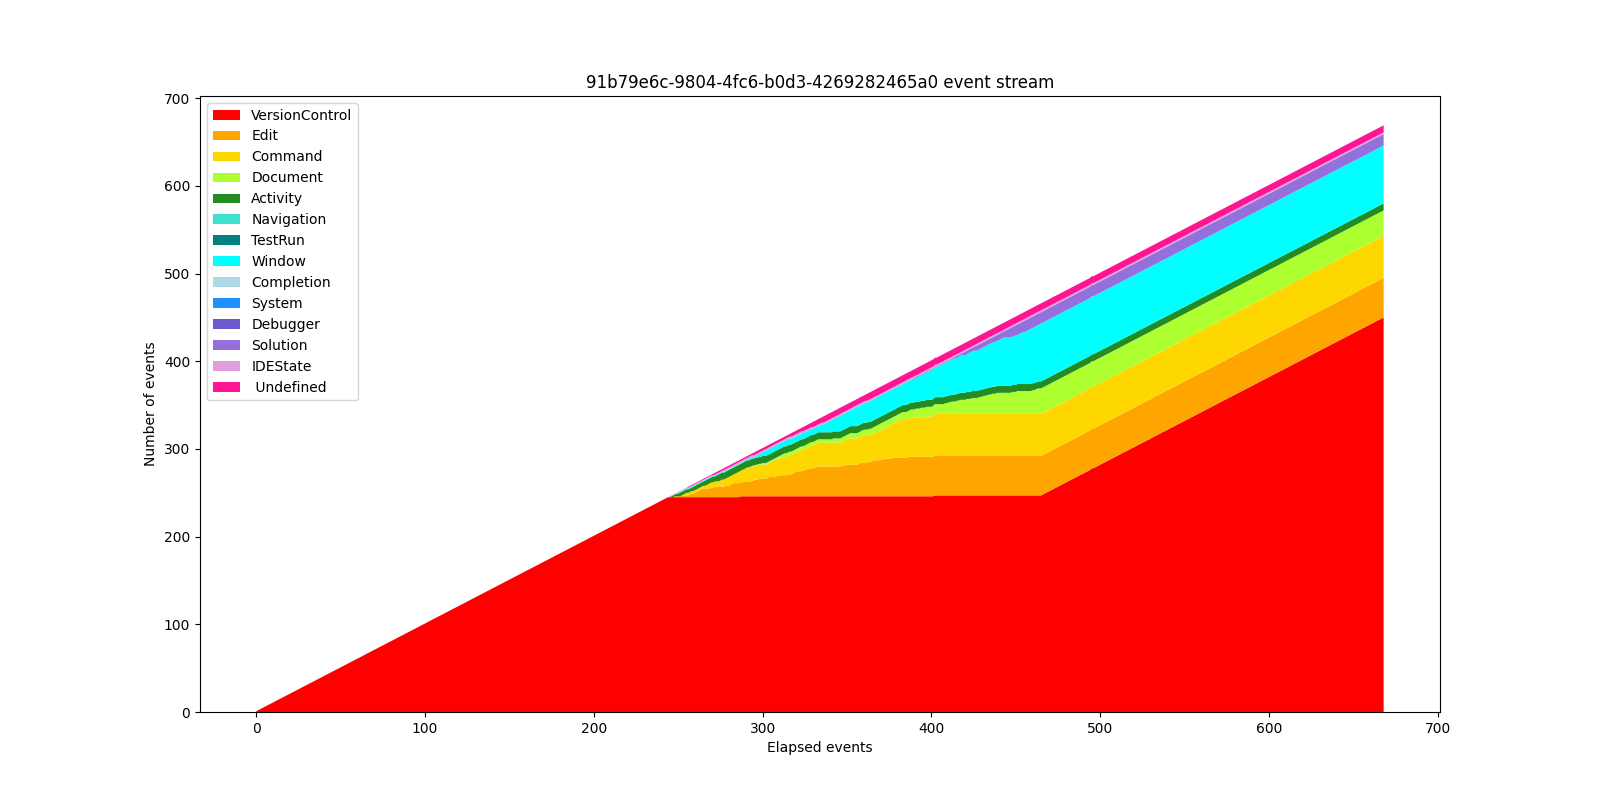 91b79e6c-9804-4fc6-b0d3-4269282465a0 event stream
700
600
500
400
300
200
100
0
Number of events
VersionControl
Edit
Command
Document
Activity
Navigation
TestRun
Window
Completion
System
Debugger
Solution
IDEState
Undefined
0 100 200 300 400 500 600 700
Elapsed events